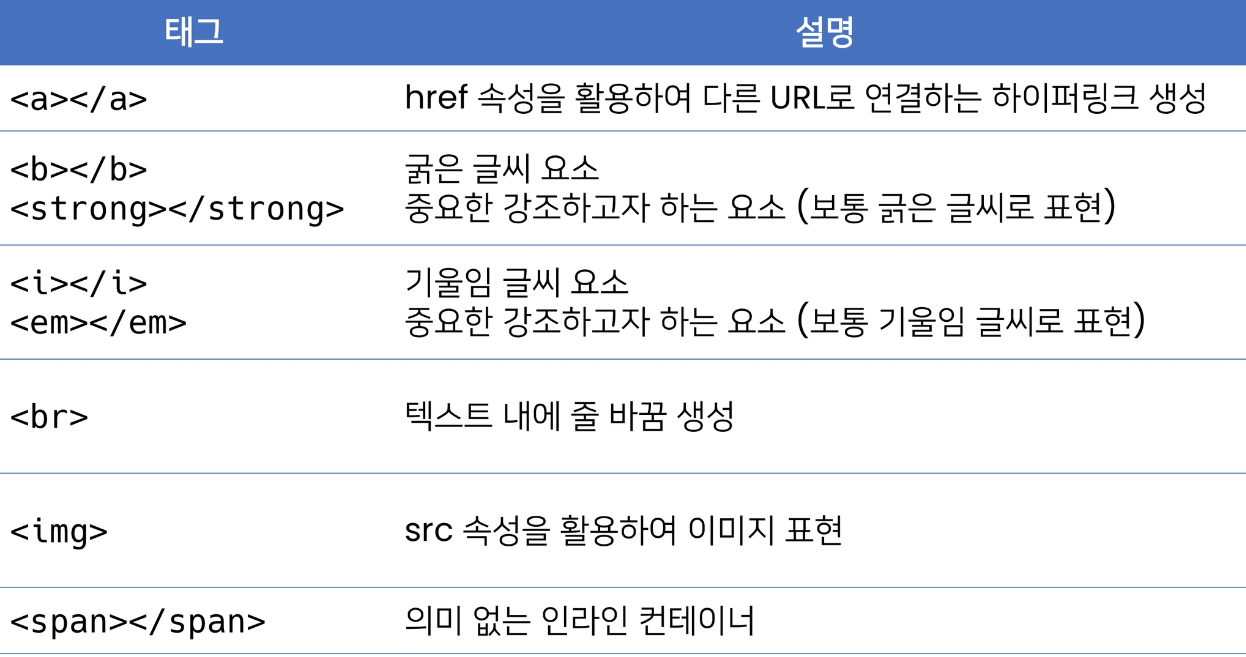 태그 설명
<a></a> href 속성을 활용하여 다른 URL로 연결하는 하이퍼링크 생성
<b></b> 굵은 글씨 요소
<strong></strong> 중요한 강조하고자 하는 요소 (보통 굵은 글씨로 표현)
<i></i> 기울임 글씨 요소
<em></em> 중요한 강조하고자 하는 요소 (보통 기울임 글씨로 표현)
<br> 텍스트 내에 줄 바꿈 생성
<img> src 속성을 활용하여 이미지 표현
<span></span> 의미 없는 인라인 컨테이너